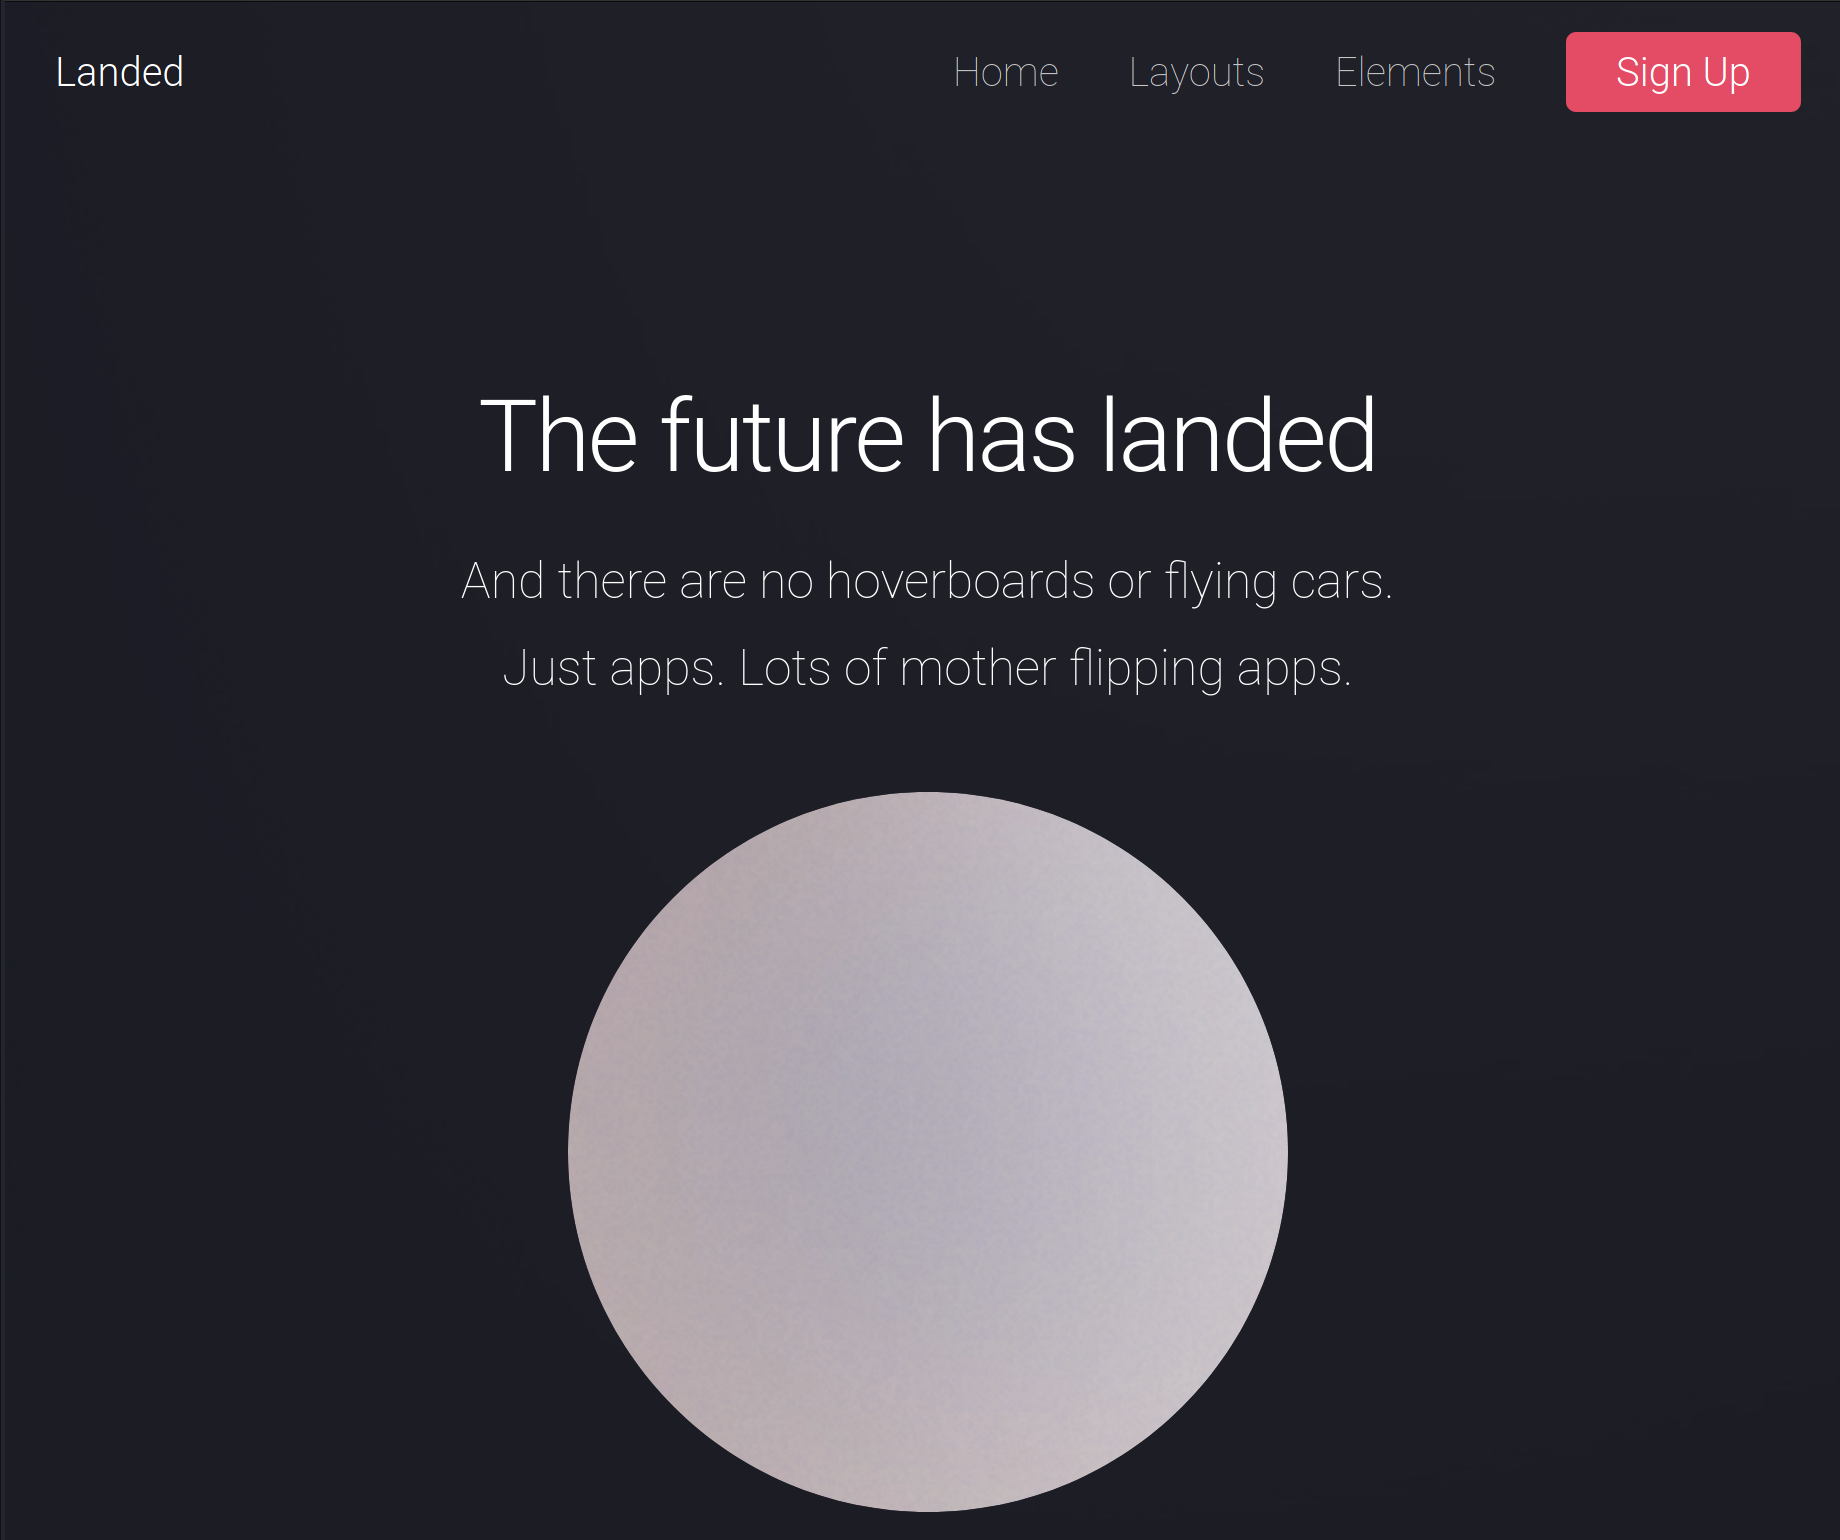 Landed
Home Layouts Elements Sign Up
The future has landed
And there are no hoverboards or flying cars.
Just apps. Lots of mother flipping apps.